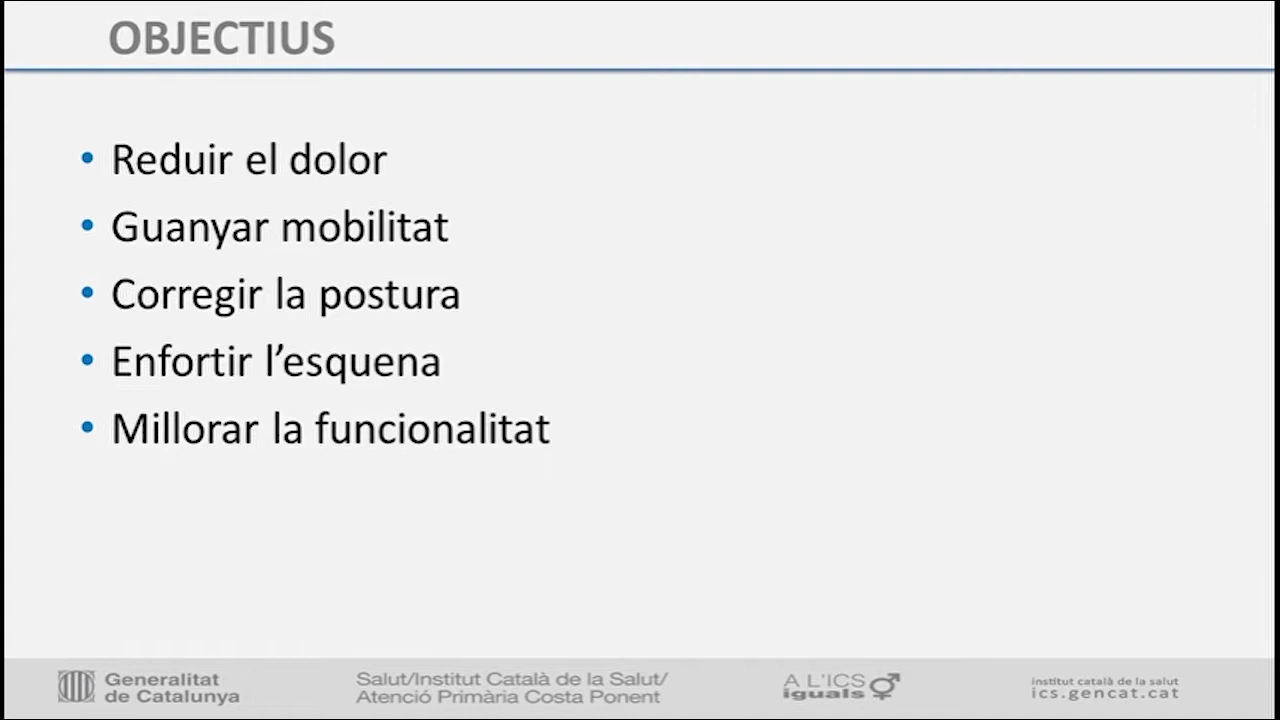 OBJECTIUS
• Reduir el dolor
• Guanyar mobilitat
• Corregir la postura
• Enfortir l’esquena
• Millorar la funcionalitat
Generalitat
de Catalunya
Salut/Institut Català de la Salut/
Atenció Primària Costa Ponent
A L'ICS
iguals
institut català de la salut
ics.gencat.cat